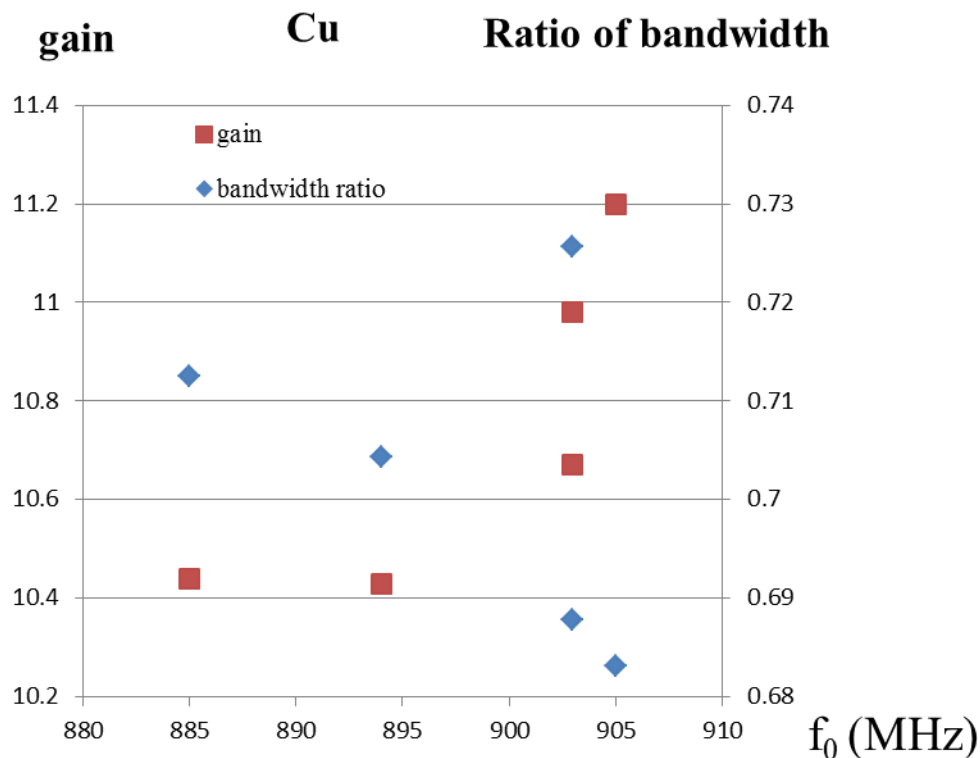 gain Cu Ratio of bandwidth
11.4 0.74
gain
bandwidth ratio
11.2 0.73
11 0.72
10.8 0.71
10.6 0.7
10.4 0.69
10.2 0.68
880 885 890 895 900 905 910
f₀ (MHz)